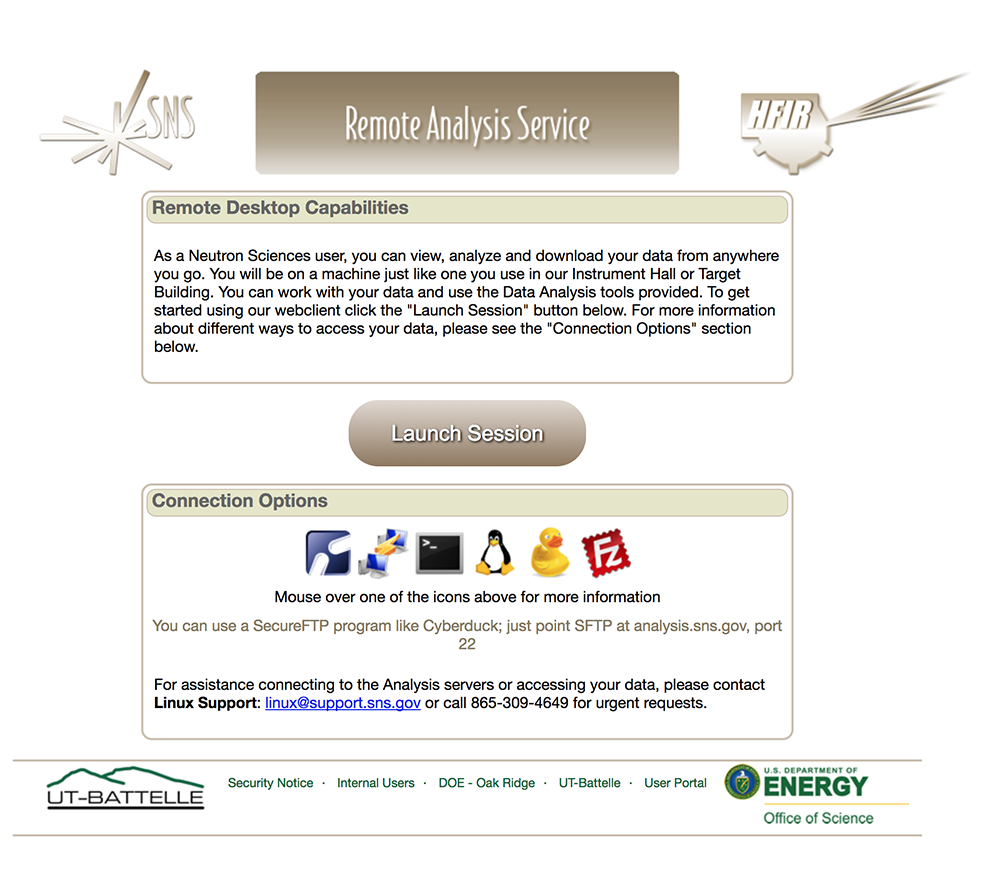 SNS
Remote Analysis Service
HFIR
Remote Desktop Capabilities
As a Neutron Sciences user, you can view, analyze and download your data from anywhere
you go. You will be on a machine just like one you use in our Instrument Hall or Target
Building. You can work with your data and use the Data Analysis tools provided. To get
started using our webclient click the "Launch Session" button below. For more information
about different ways to access your data, please see the "Connection Options" section
below.
Launch Session
Connection Options
>_
FZ
Mouse over one of the icons above for more information
You can use a SecureFTP program like Cyberduck; just point SFTP at analysis.sns.gov, port
22
For assistance connecting to the Analysis servers or accessing your data, please contact
Linux Support: linux@support.sns.gov or call 865-309-4649 for urgent requests.
UT-BATTELLE
Security Notice · Internal Users · DOE - Oak Ridge · UT-Battelle · User Portal
U.S. DEPARTMENT OF
ENERGY
Office of Science